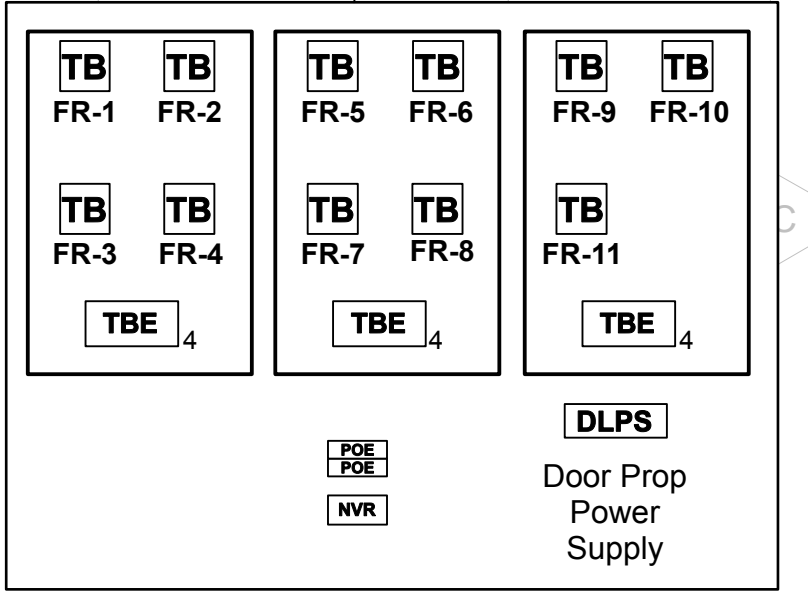 TB TB TB TB TB TB
FR-1 FR-2 FR-5 FR-6 FR-9 FR-10
TB TB TB TB TB
FR-3 FR-4 FR-7 FR-8 FR-11
TBE 4 TBE 4 TBE 4
DLPS
POE
POE
NVR
Door Prop
Power
Supply
C